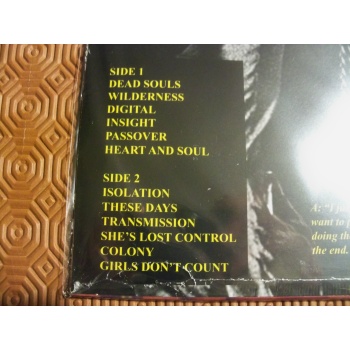 SIDE 1
DEAD SOULS
WILDERNESS
DIGITAL
INSIGHT
PASSOVER
HEART AND SOUL
SIDE 2
ISOLATION
THESE DAYS
TRANSMISSION
SHE'S LOST CONTROL
COLONY
GIRLS DON'T COUNT
A: "I
want to
doing th
the end.